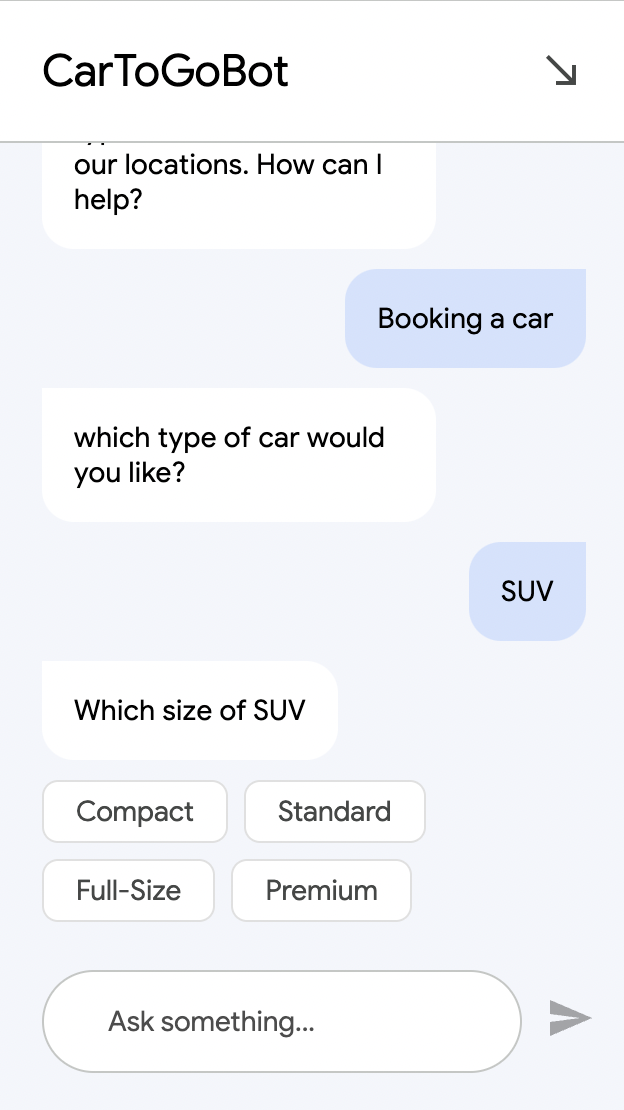 CarToGoBot
our locations. How can I
help?
Booking a car
which type of car would
you like?
SUV
Which size of SUV
Compact
Standard
Full-Size
Premium
Ask something...